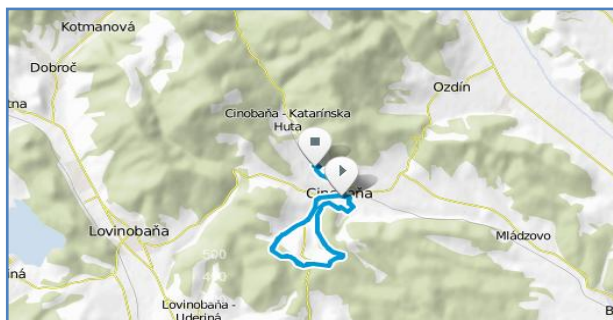 Kotmanová
Dobroč
Ozdín
Cinobaňa - Katarínska
Huta
Lovinobaňa
Mládzovo
500
Lovinobaňa -
Uderiná